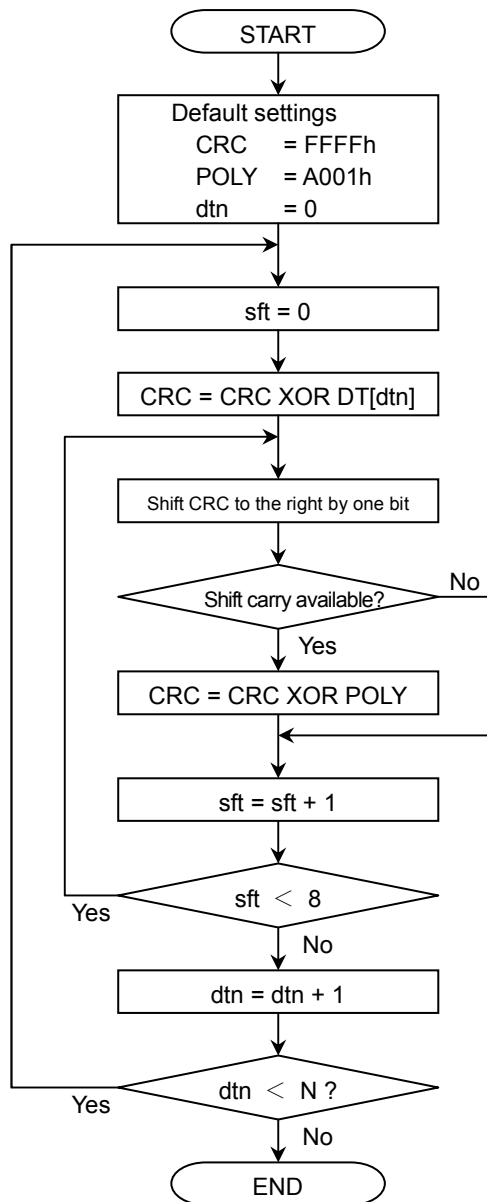 START
Default settings
CRC = FFFFh
POLY = A001h
dtn = 0
sft = 0
CRC = CRC XOR DT[dtn]
Shift CRC to the right by one bit
Shift carry available?
No
Yes
CRC = CRC XOR POLY
sft = sft + 1
sft ＜ 8
Yes
No
dtn = dtn + 1
dtn ＜ N ?
Yes
No
END